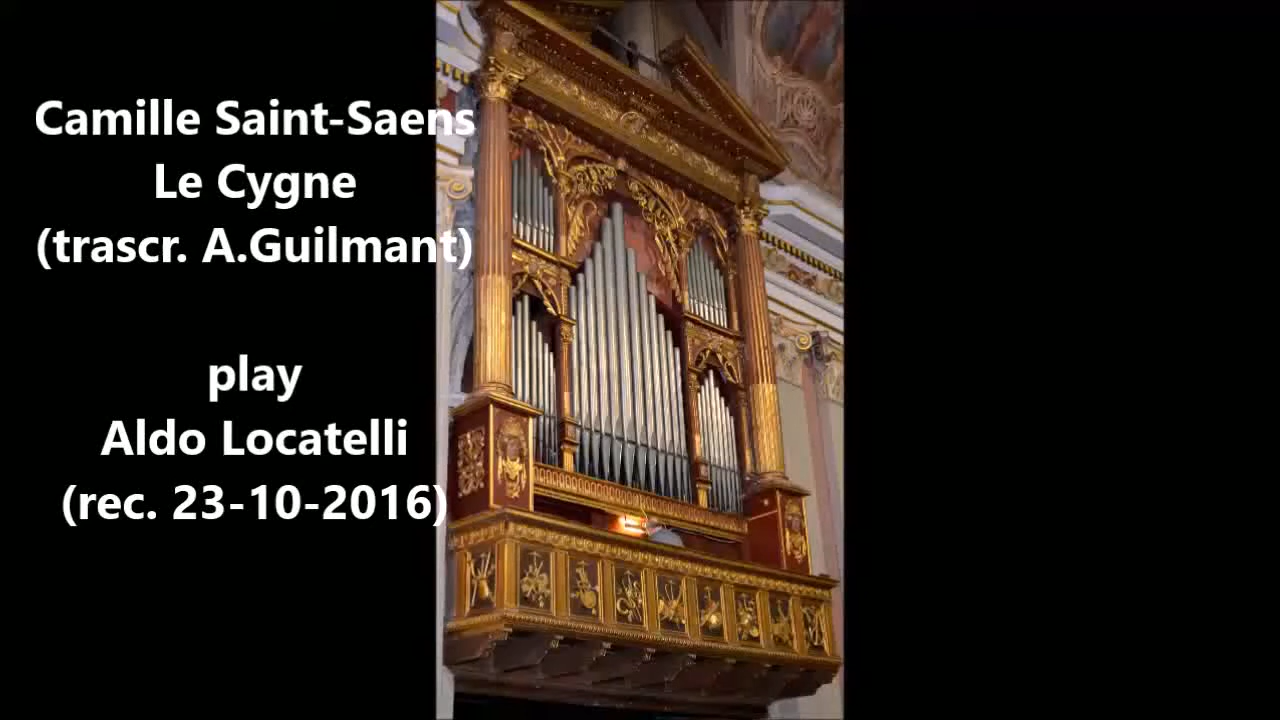 Camille Saint-Saens
Le Cygne
(trascr. A.Guilmant)
play
Aldo Locatelli
(rec. 23-10-2016)